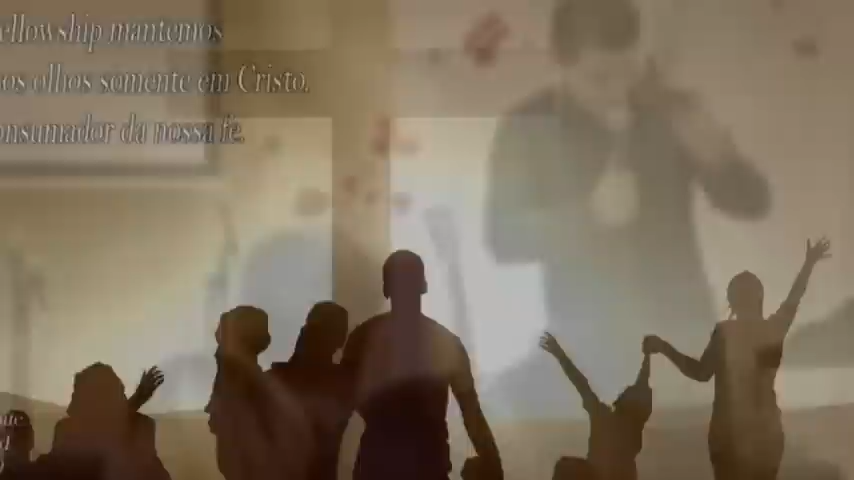 ellowship mantemos
os olhos somente em Cristo,
onsumador da nossa fé.